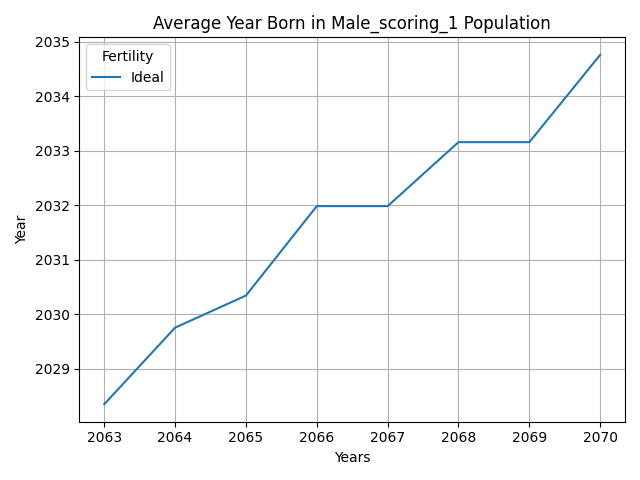 Average Year Born in Male_scoring_1 Population
Fertility
Ideal
Year
2035
2034
2033
2032
2031
2030
2029
2063 2064 2065 2066 2067 2068 2069 2070
Years